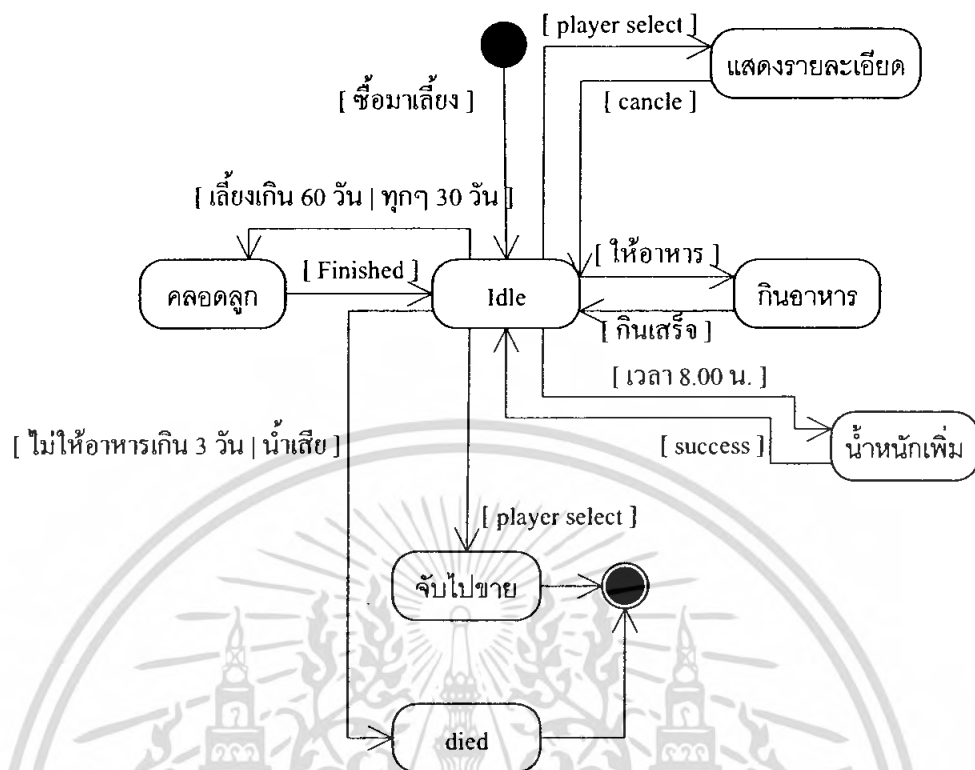 [ player select ]
แสดงรายละเอียด
[ ซื้อมาเลี้ยง ]
[ cancle ]
[ เลี้ยงเกิน 60 วัน | ทุกๆ 30 วัน ]
[ ให้อาหาร ]
[ Finished ]
คลอดลูก
Idle
กินอาหาร
[ กินเสร็จ ]
[ เวลา 8.00 น. ]
[ ไม่ให้อาหารเกิน 3 วัน | น้ำเสีย ]
[ success ]
น้ำหนักเพิ่ม
[ player select ]
จับไปขาย
died